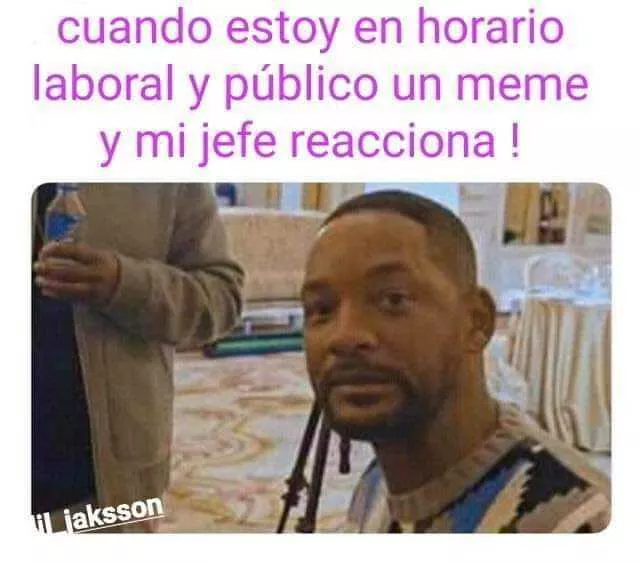 cuando estoy en horario
laboral y público un meme
y mi jefe reacciona !
il_jaksson